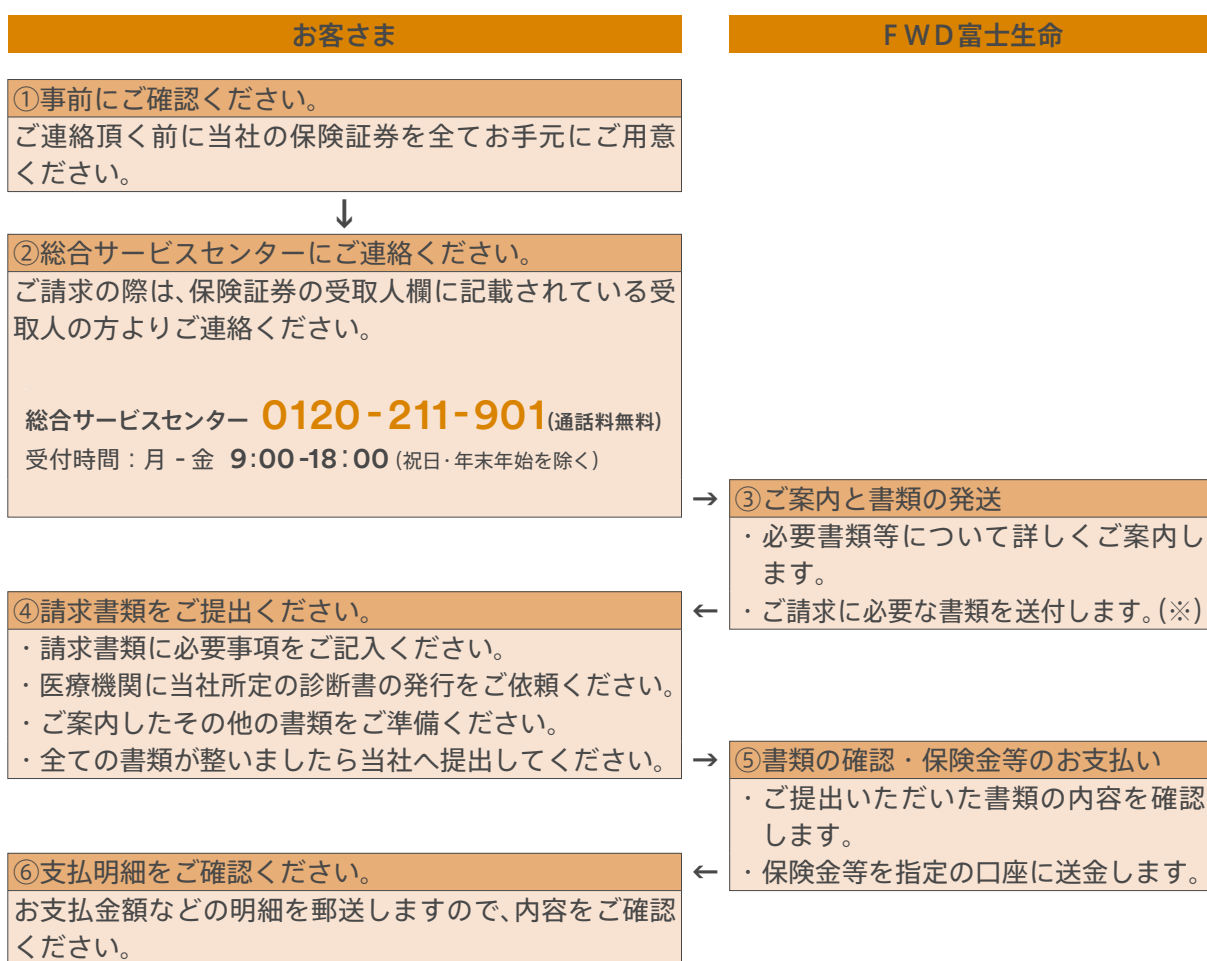 お客さま
FWD富士生命
①事前にご確認ください。
ご連絡頂く前に当社の保険証券を全てお手元にご用意
ください。
↓
②総合サービスセンターにご連絡ください。
ご請求の際は、保険証券の受取人欄に記載されている受
取人の方よりご連絡ください。
総合サービスセンター 0120-211-901(通話料無料)
受付時間：月 - 金 9:00-18:00 (祝日・年末年始を除く)
→
③ご案内と書類の発送
・必要書類等について詳しくご案内し
ます。
・ご請求に必要な書類を送付します。(※)
←
④請求書類をご提出ください。
・請求書類に必要事項をご記入ください。
・医療機関に当社所定の診断書の発行をご依頼ください。
・ご案内したその他の書類をご準備ください。
・全ての書類が整いましたら当社へ提出してください。
→
⑤書類の確認・保険金等のお支払い
・ご提出いただいた書類の内容を確認
します。
・保険金等を指定の口座に送金します。
←
⑥支払明細をご確認ください。
お支払金額などの明細を郵送しますので、内容をご確認
ください。